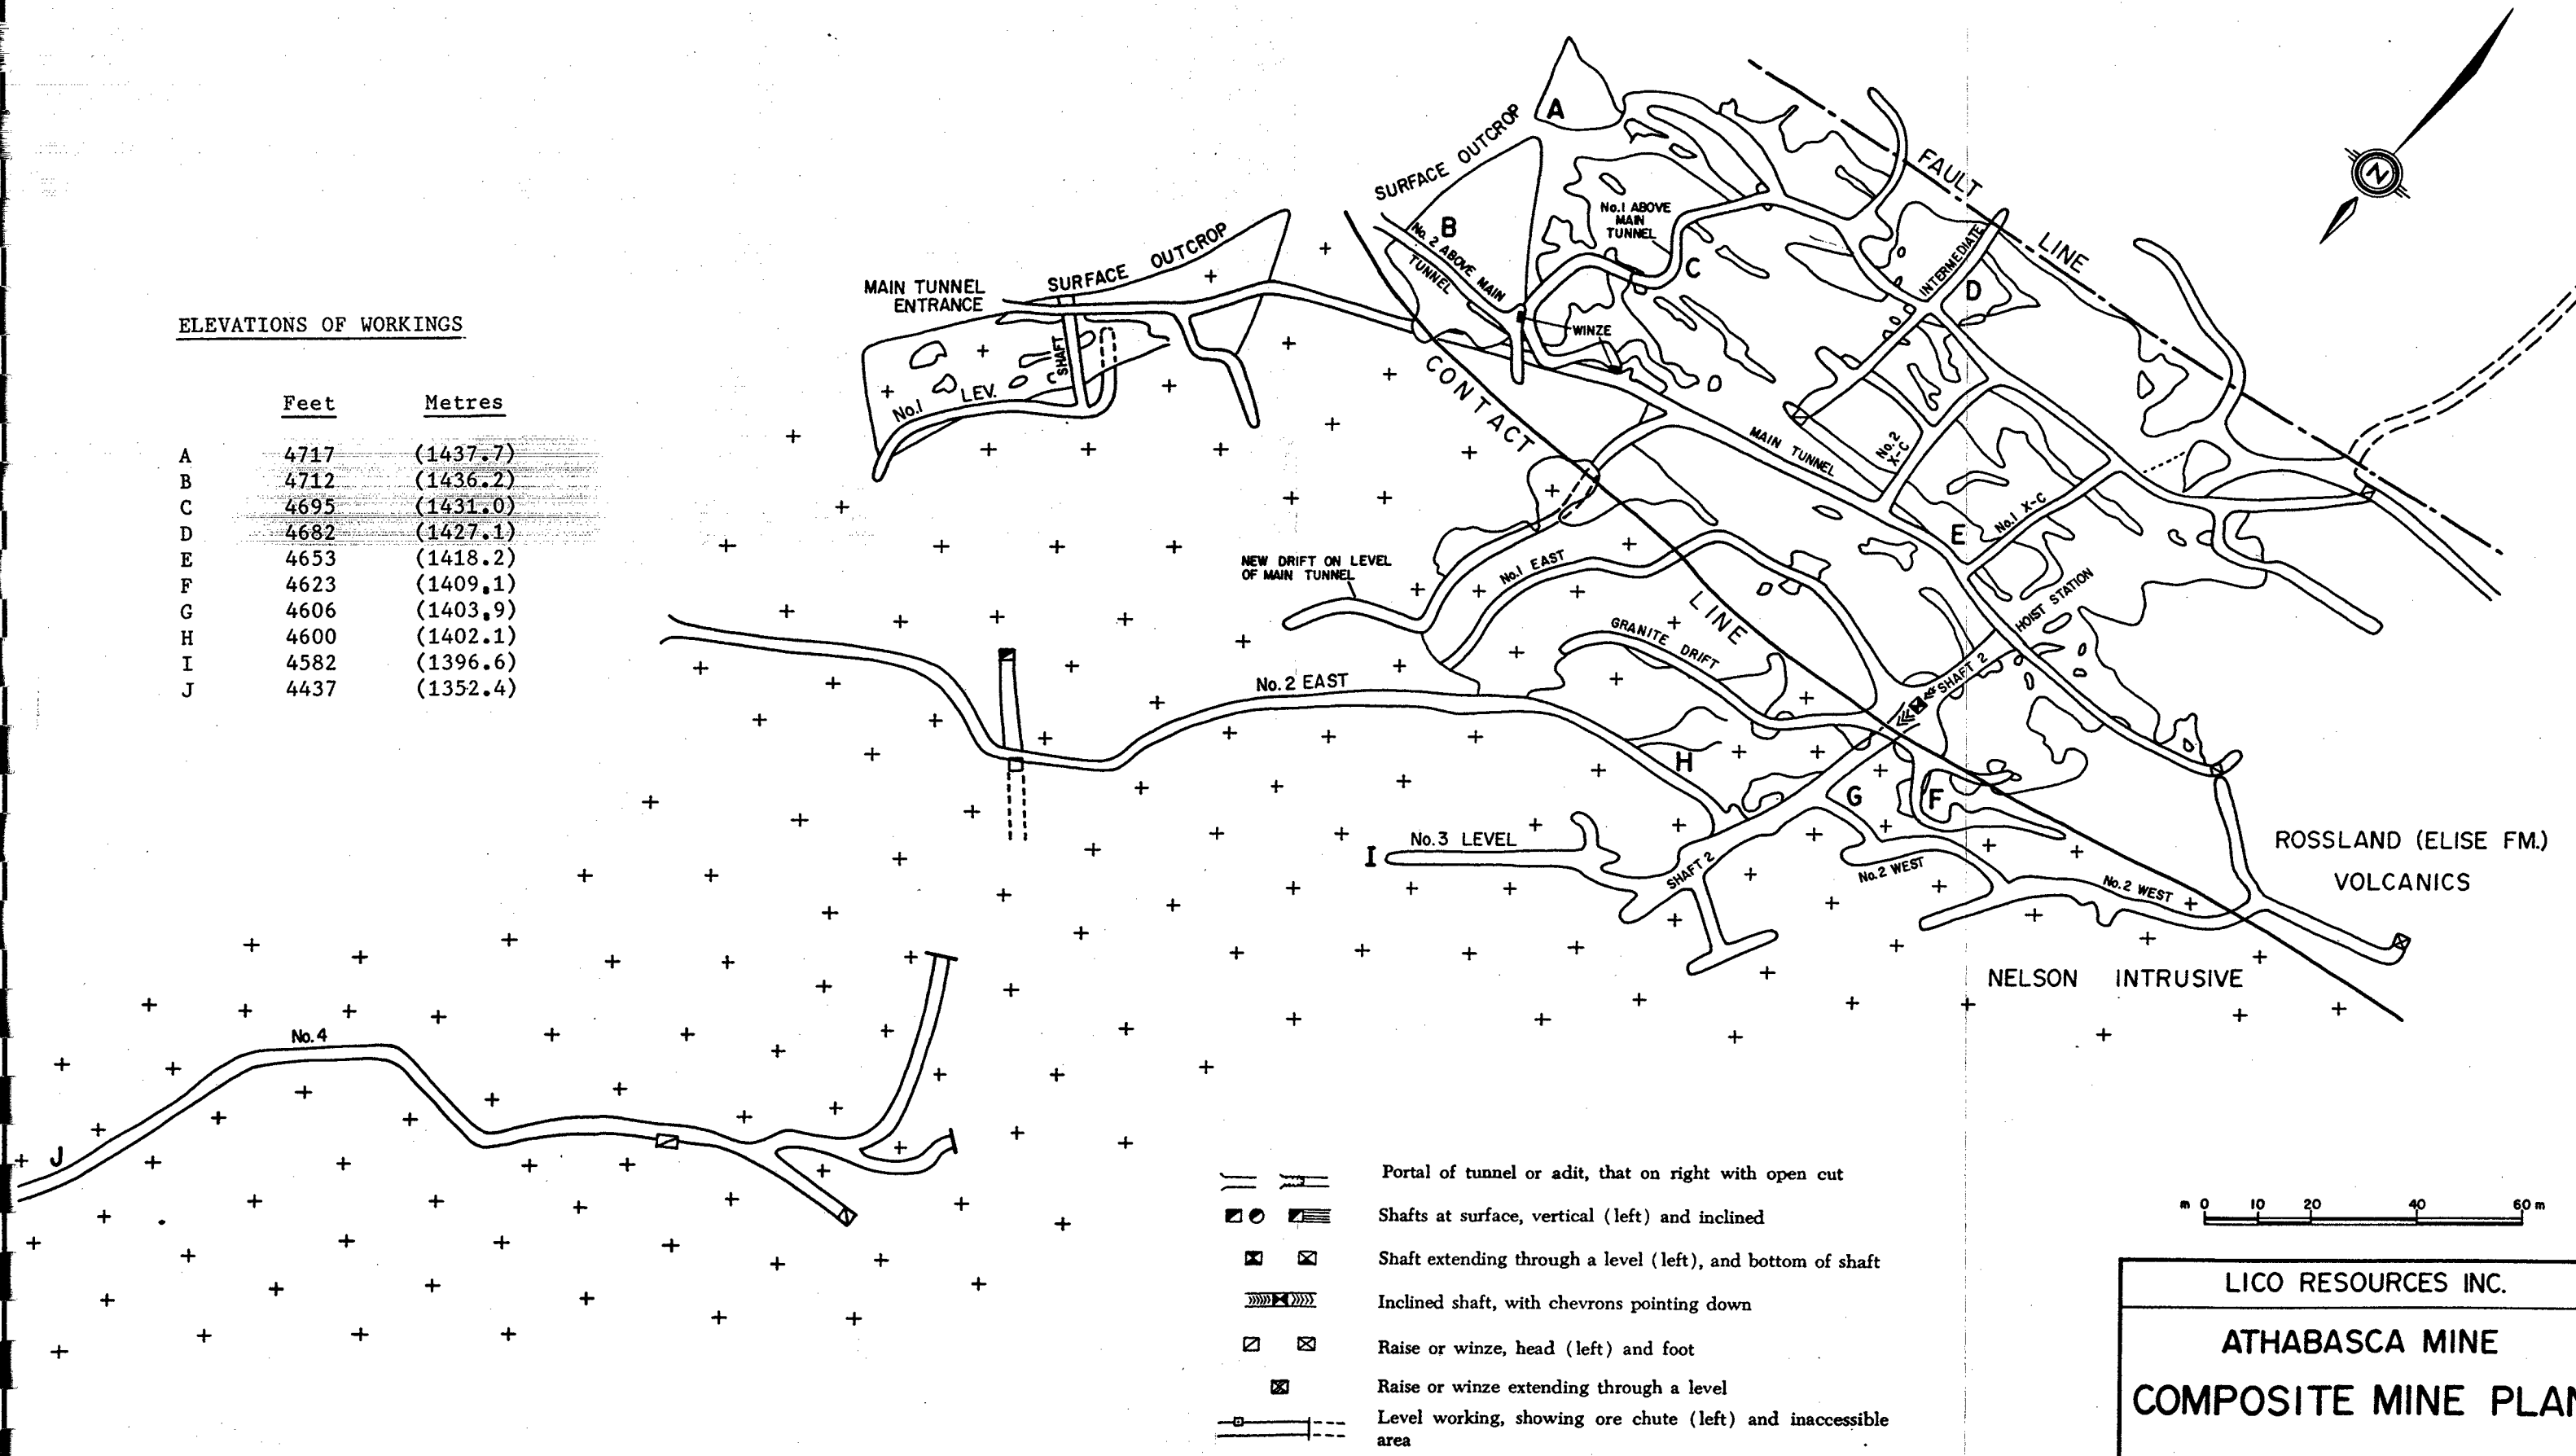 ELEVATIONS OF WORKINGS
Feet Metres
A 4717 (1437.7)
B 4712 (1436.2)
C 4695 (1431.0)
D 4682 (1427.1)
E 4653 (1418.2)
F 4623 (1409.1)
G 4606 (1403.9)
H 4600 (1402.1)
I 4582 (1396.6)
J 4437 (1352.4)
MAIN TUNNEL
ENTRANCE
SURFACE OUTCROP
SHAFT
No.1 LEV.
SURFACE OUTCROP
A
B
No. 2 ABOVE MAIN
TUNNEL
No.1 ABOVE
MAIN
TUNNEL
C
WINZE
FAULT LINE
INTERMEDIATE
D
N
CONTACT LINE
MAIN TUNNEL
No.2
X-C
E
No.1 X-C
HOIST STATION
NEW DRIFT ON LEVEL
OF MAIN TUNNEL
No.1 EAST
GRANITE DRIFT
SHAFT 2
No.2 EAST
H
G
F
I
No.3 LEVEL
SHAFT 2
No.2 WEST
No.2 WEST
ROSSLAND (ELISE FM.)
VOLCANICS
NELSON INTRUSIVE
No.4
J
Portal of tunnel or adit, that on right with open cut
Shafts at surface, vertical (left) and inclined
Shaft extending through a level (left), and bottom of shaft
Inclined shaft, with chevrons pointing down
Raise or winze, head (left) and foot
Raise or winze extending through a level
Level working, showing ore chute (left) and inaccessible
area
m 0 10 20 40 60 m
LICO RESOURCES INC.
ATHABASCA MINE
COMPOSITE MINE PLAN